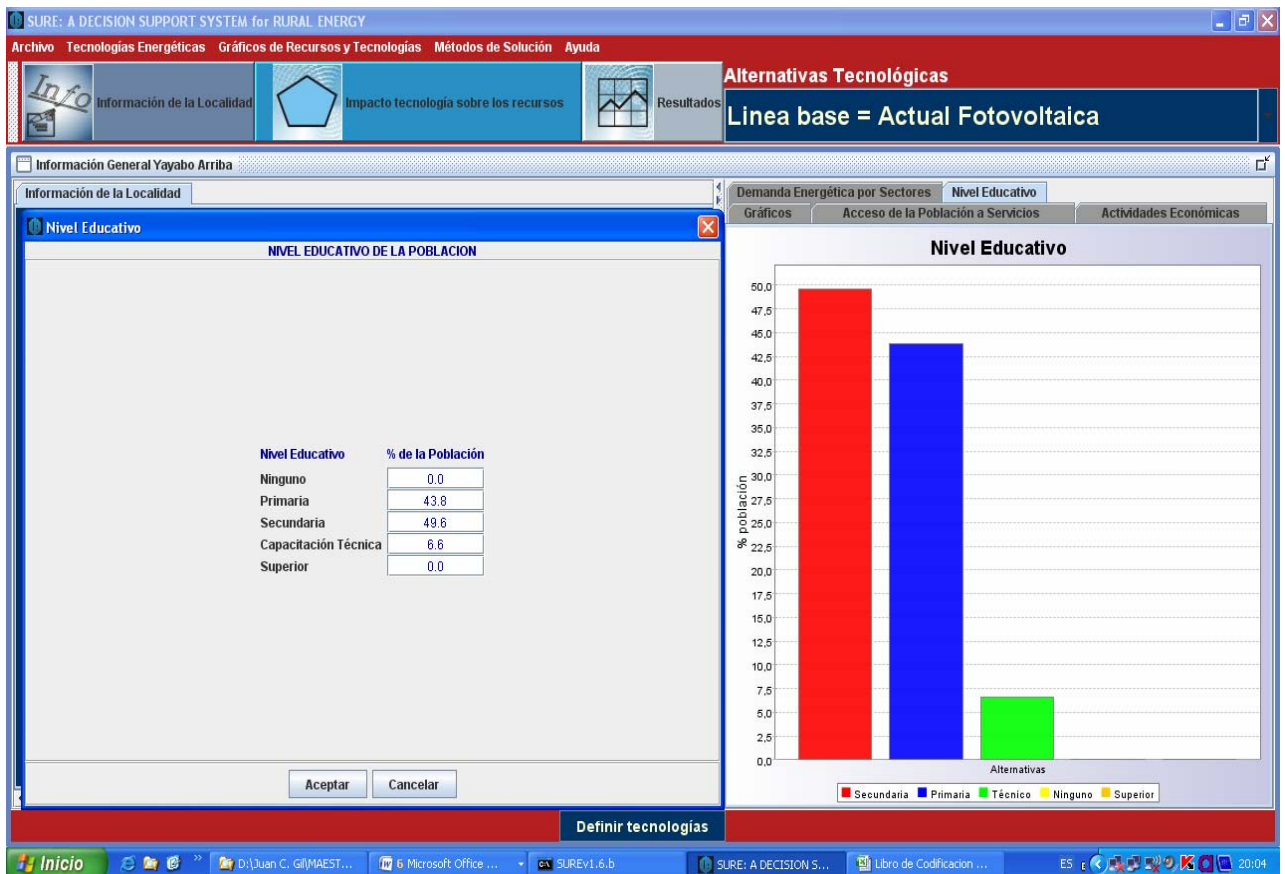 SURE: A DECISION SUPPORT SYSTEM for RURAL ENERGY
Archivo Tecnologías Energéticas Gráficos de Recursos y Tecnologías Métodos de Solución Ayuda
Info
Información de la Localidad
Impacto tecnología sobre los recursos
Resultados
Alternativas Tecnológicas
Linea base = Actual Fotovoltaica
Información General Yayabo Arriba
Información de la Localidad
Nivel Educativo
NIVEL EDUCATIVO DE LA POBLACION
Nivel Educativo % de la Población
Ninguno 0.0
Primaria 43.8
Secundaria 49.6
Capacitación Técnica 6.6
Superior 0.0
Aceptar Cancelar
Demanda Energética por Sectores Nivel Educativo
Gráficos Acceso de la Población a Servicios Actividades Económicas
Nivel Educativo
% población
50,0
47,5
45,0
42,5
40,0
37,5
35,0
32,5
30,0
27,5
25,0
22,5
20,0
17,5
15,0
12,5
10,0
7,5
5,0
2,5
0,0
Alternativas
Secundaria Primaria Técnico Ninguno Superior
Definir tecnologías
Inicio D:\Juan C. Gil\MAEST... 6 Microsoft Office ... SUREv1.6.b SURE: A DECISION S... Libro de Codificacion ... ES 20:04